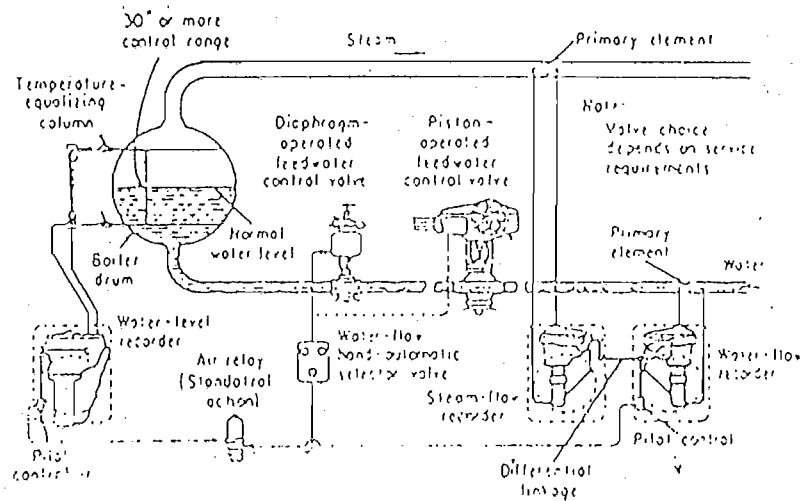 30" or more
control range
Steam
Primary element
Temperature-
equalizing
column
Note:
Valve choice
depends on service
requirements
Diaphragm-
operated
feedwater
control valve
Piston-
operated
feedwater
control valve
Normal
water level
Boiler
drum
Primary
element
Water
Water-level
recorder
Air relay
(Standatrol
action)
Water-flow
hand-automatic
selector valve
Steam-flow
recorder
Water-flow
recorder
Pilot
Pilot control
Differential
linkage